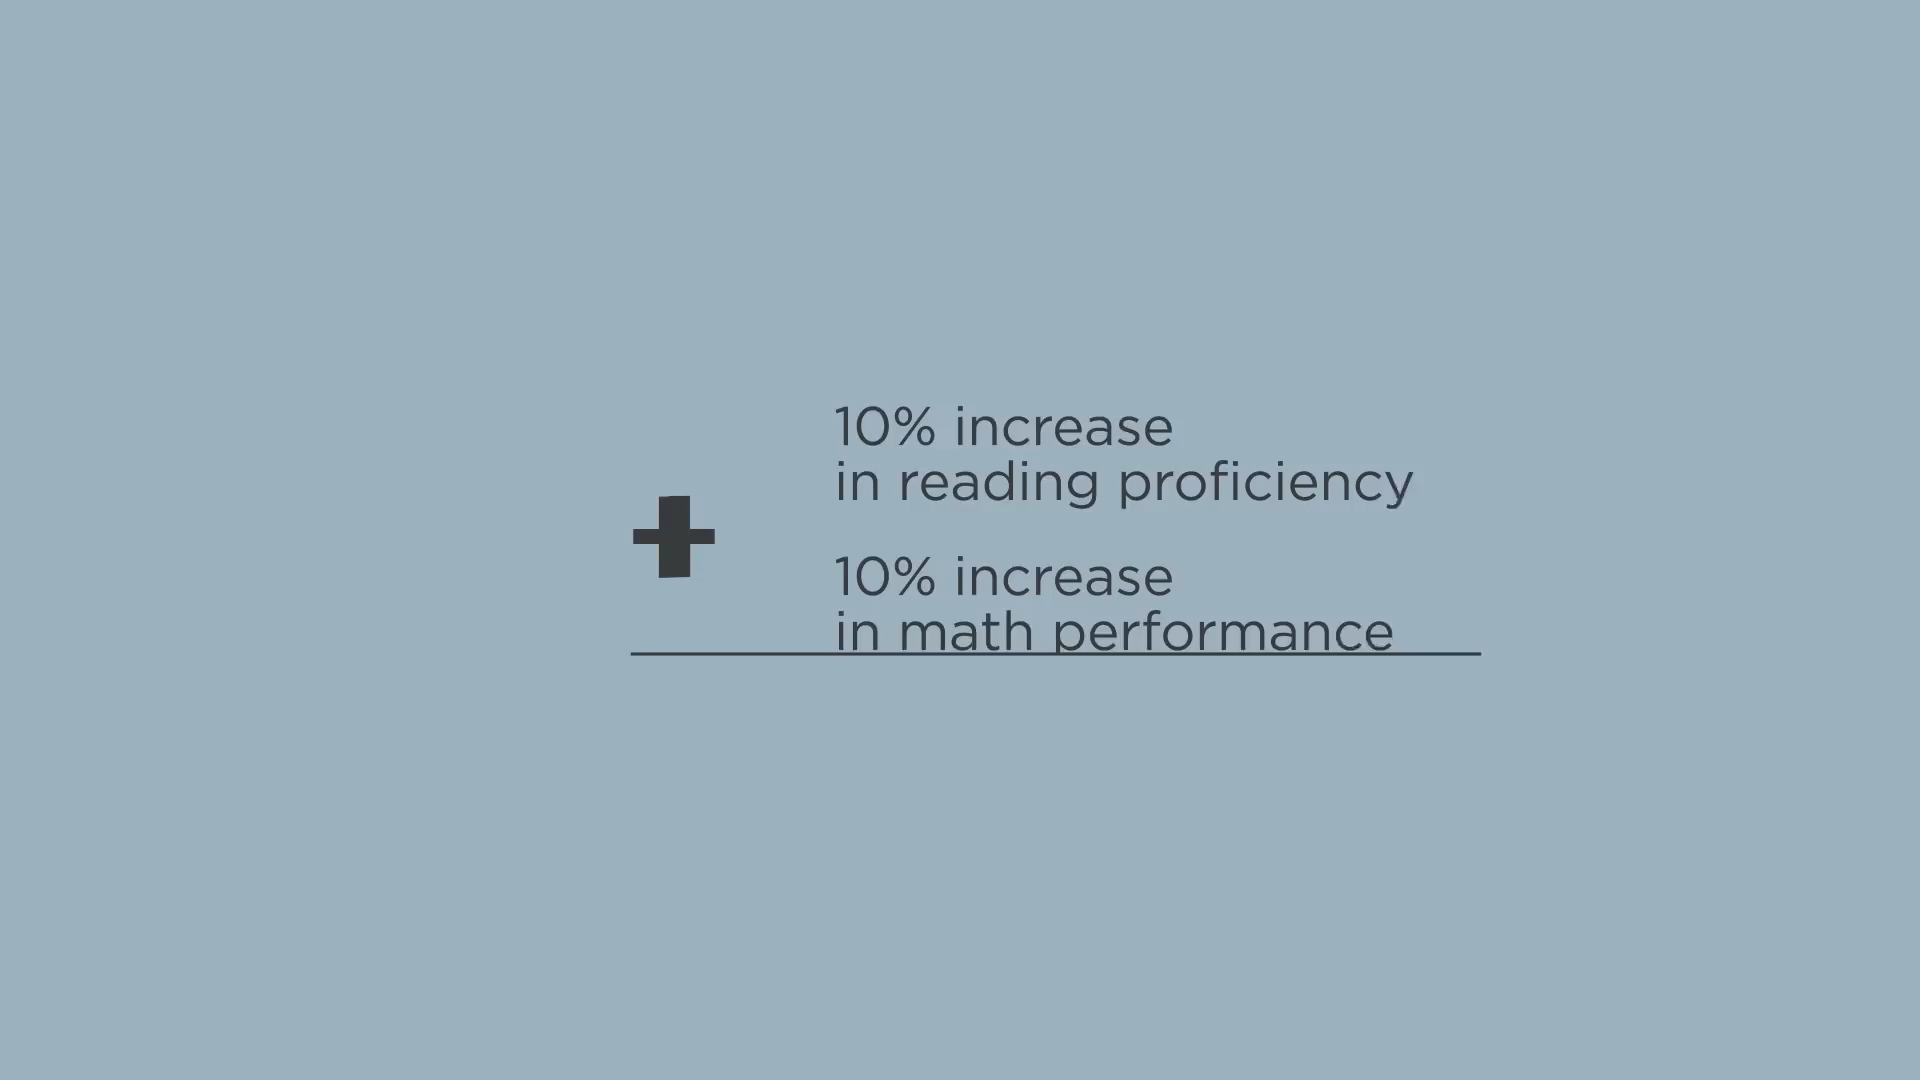 10% increase
in reading proficiency
+
10% increase
in math performance